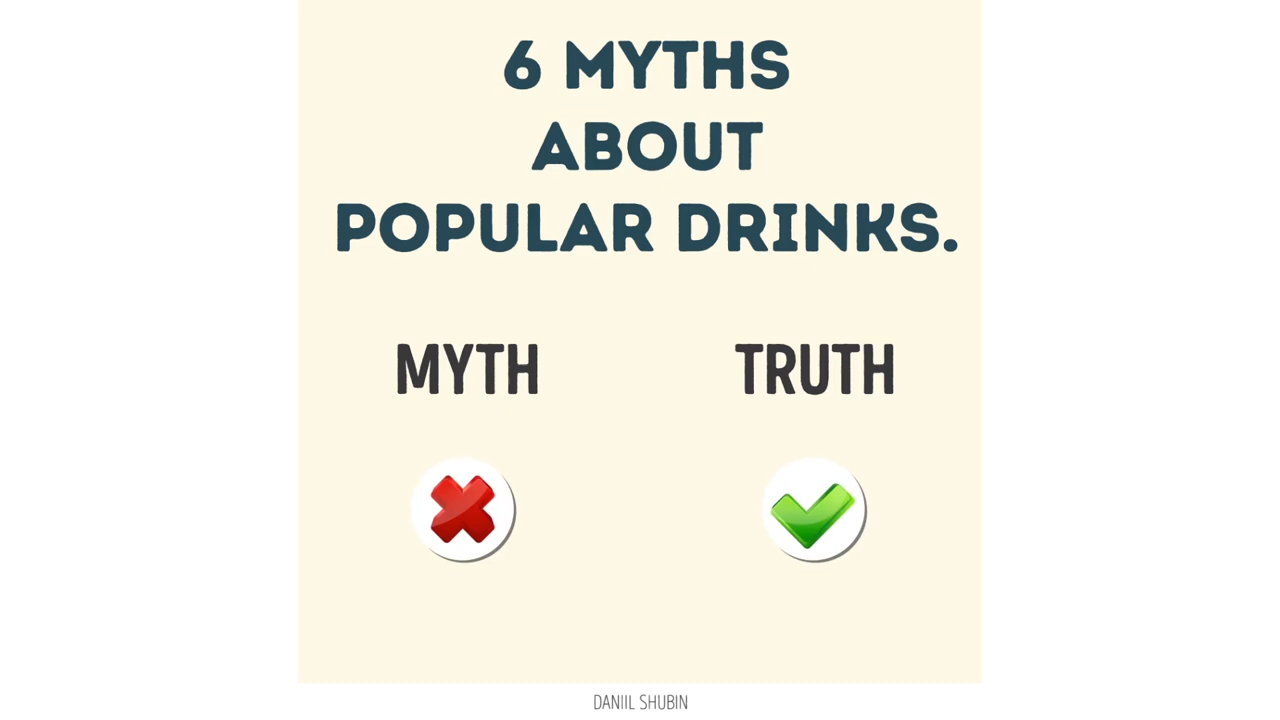 6 MYTHS
ABOUT
POPULAR DRINKS.
MYTH
TRUTH
DANIIL SHUBIN